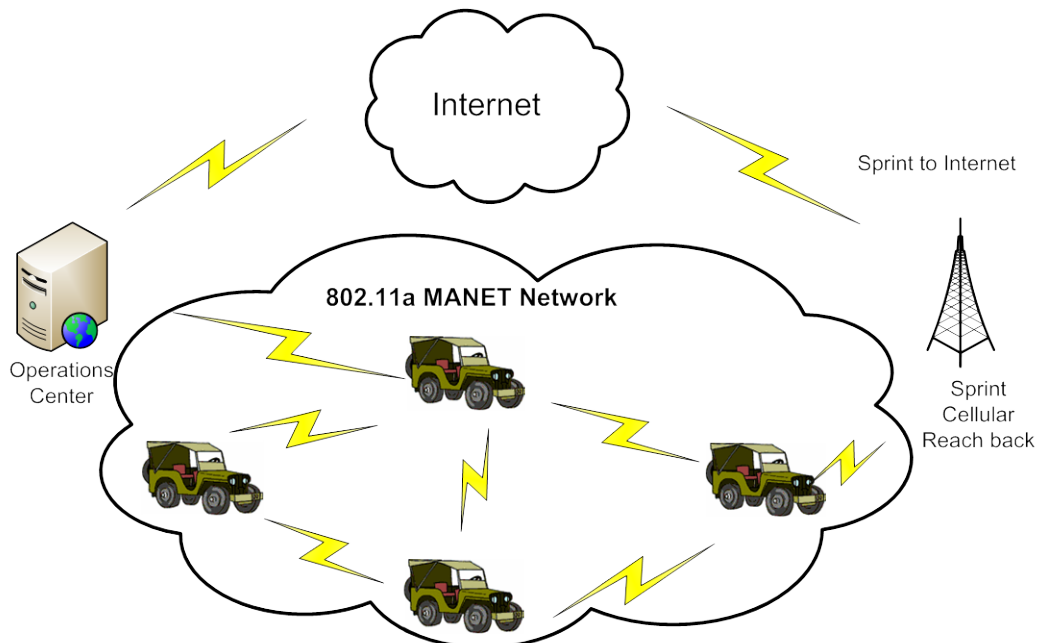 Internet
Sprint to Internet
802.11a MANET Network
Operations
Center
Sprint
Cellular
Reach back